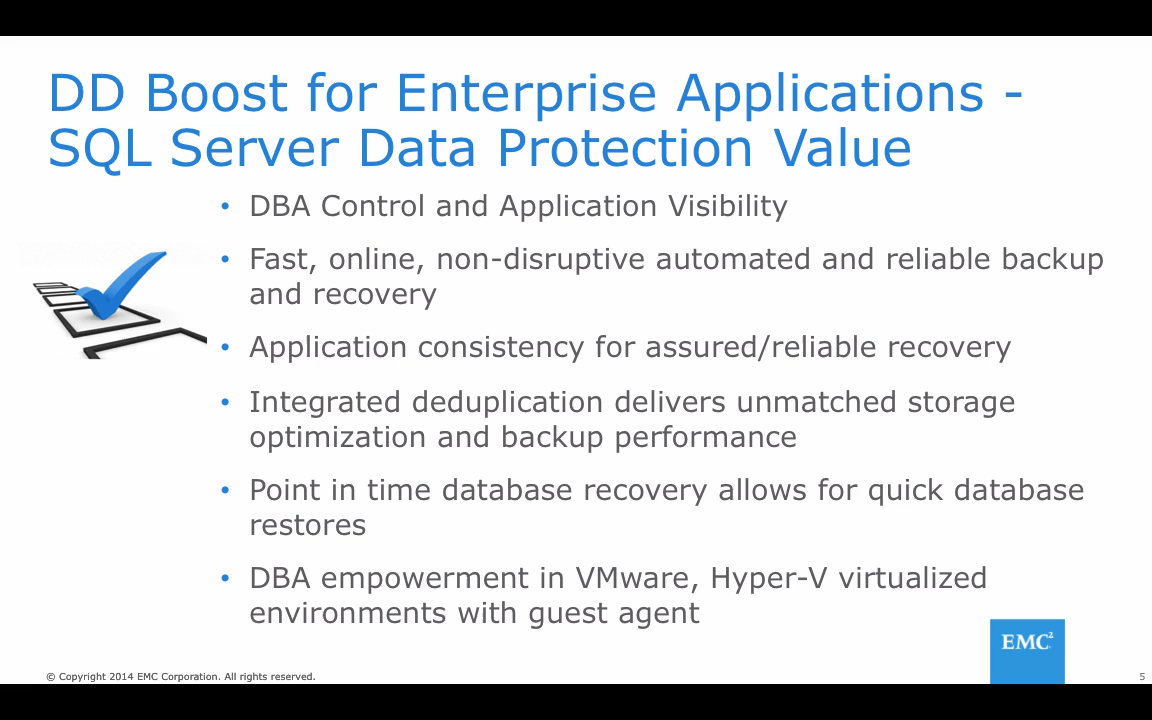 DD Boost for Enterprise Applications -
SQL Server Data Protection Value
• DBA Control and Application Visibility
• Fast, online, non-disruptive automated and reliable backup
and recovery
• Application consistency for assured/reliable recovery
• Integrated deduplication delivers unmatched storage
optimization and backup performance
• Point in time database recovery allows for quick database
restores
• DBA empowerment in VMware, Hyper-V virtualized
environments with guest agent
EMC²
© Copyright 2014 EMC Corporation. All rights reserved.
5